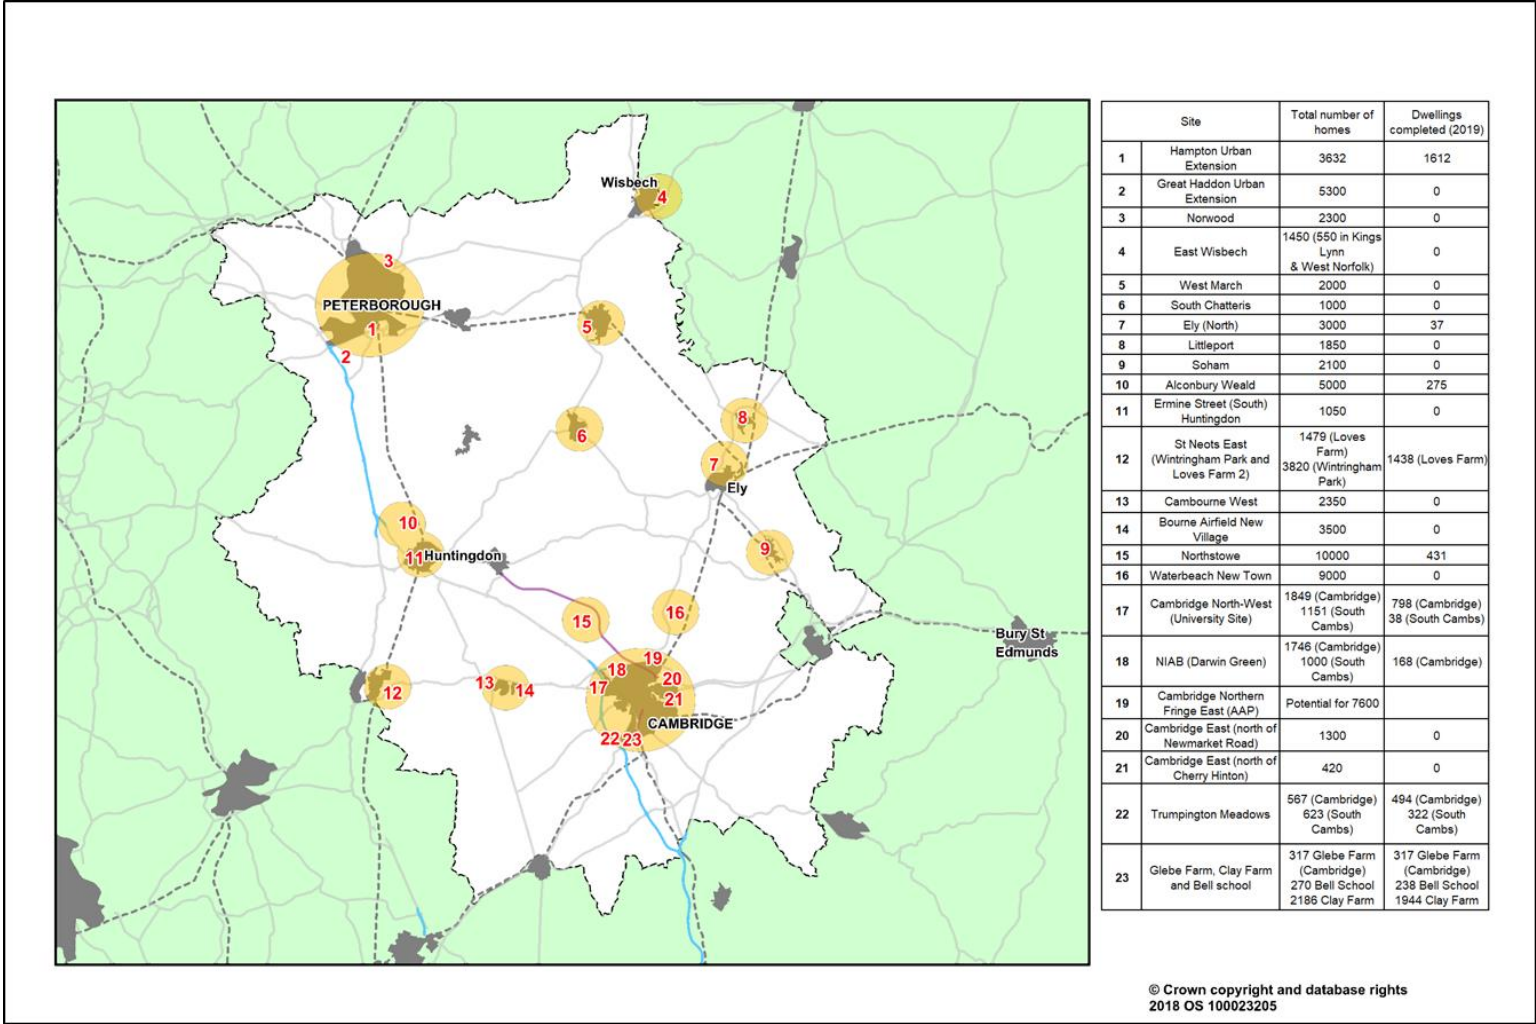 Wisbech
4
3
PETERBOROUGH
1
2
5
8
6
7
Ely
10
9
11 Huntingdon
15
16
Bury St
Edmunds
19
18
20
13
14
17
12
21
CAMBRIDGE
22 23
Site
Total number of
homes
Dwellings
completed (2019)
1
Hampton Urban
Extension
3632
1612
2
Great Haddon Urban
Extension
5300
0
3
Norwood
2300
0
4
East Wisbech
1450 (550 in Kings
Lynn
& West Norfolk)
0
5
West March
2000
0
6
South Chatteris
1000
0
7
Ely (North)
3000
37
8
Littleport
1850
0
9
Soham
2100
0
10
Alconbury Weald
5000
275
11
Ermine Street (South)
Huntingdon
1050
0
12
St Neots East
(Wintringham Park and
Loves Farm 2)
1479 (Loves
Farm)
3820 (Wintringham
Park)
1438 (Loves Farm)
13
Cambourne West
2350
0
14
Bourne Airfield New
Village
3500
0
15
Northstowe
10000
431
16
Waterbeach New Town
9000
0
17
Cambridge North-West
(University Site)
1849 (Cambridge)
1151 (South
Cambs)
798 (Cambridge)
38 (South Cambs)
18
NIAB (Darwin Green)
1746 (Cambridge)
1000 (South
Cambs)
168 (Cambridge)
19
Cambridge Northern
Fringe East (AAP)
Potential for 7600
20
Cambridge East (north of
Newmarket Road)
1300
0
21
Cambridge East (north of
Cherry Hinton)
420
0
22
Trumpington Meadows
567 (Cambridge)
623 (South
Cambs)
494 (Cambridge)
322 (South
Cambs)
23
Glebe Farm, Clay Farm
and Bell school
317 Glebe Farm
(Cambridge)
270 Bell School
2186 Clay Farm
317 Glebe Farm
(Cambridge)
238 Bell School
1944 Clay Farm
© Crown copyright and database rights
2018 OS 100023205